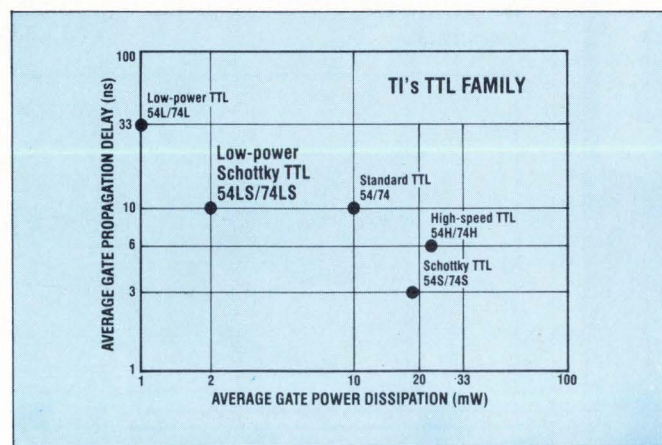 TI's TTL FAMILY
AVERAGE GATE PROPAGATION DELAY (ns)
100
33
10
6
3
1
Low-power TTL
54L/74L
Low-power
Schottky TTL
54LS/74LS
Standard TTL
54/74
High-speed TTL
54H/74H
Schottky TTL
54S/74S
1 2 10 20 33 100
AVERAGE GATE POWER DISSIPATION (mW)